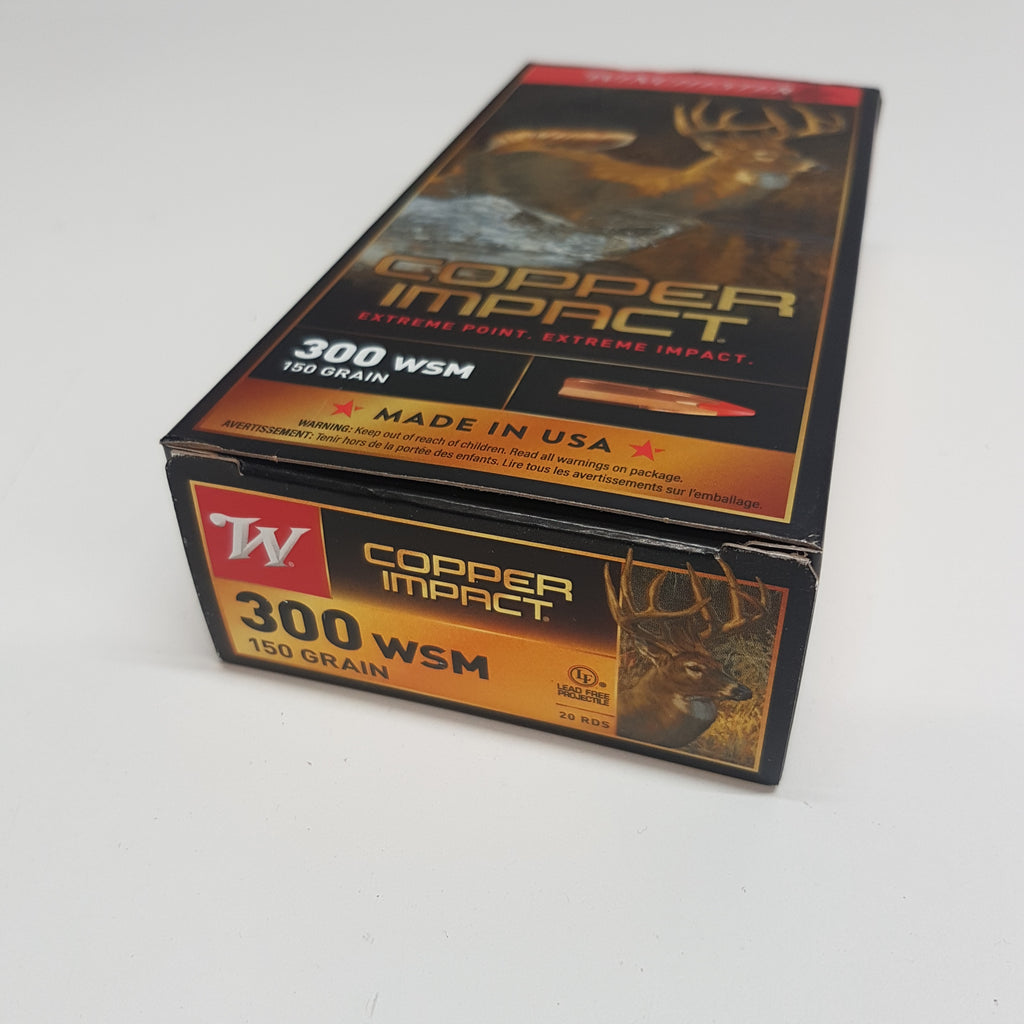 WINCHESTER
COPPER
IMPACT®
EXTREME POINT. EXTREME IMPACT.
300 WSM
150 GRAIN
★ MADE IN USA ★
WARNING: Keep out of reach of children. Read all warnings on package.
AVERTISSEMENT: Tenir hors de la portée des enfants. Lire tous les avertissements sur l'emballage.
W®
COPPER
IMPACT®
300 WSM
150 GRAIN
LF®
LEAD FREE
PROJECTILE
20 RDS